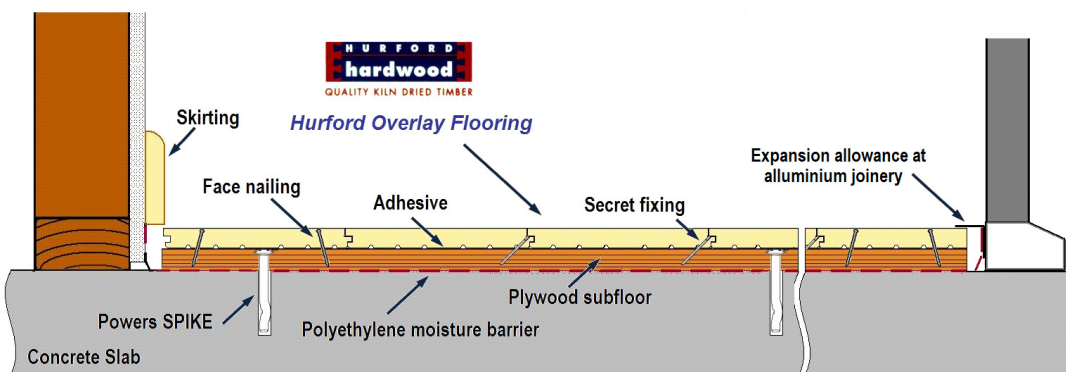 HURFORD
hardwood
QUALITY KILN DRIED TIMBER
Hurford Overlay Flooring
Skirting
Face nailing
Adhesive
Secret fixing
Expansion allowance at
alluminium joinery
Powers SPIKE
Polyethylene moisture barrier
Plywood subfloor
Concrete Slab